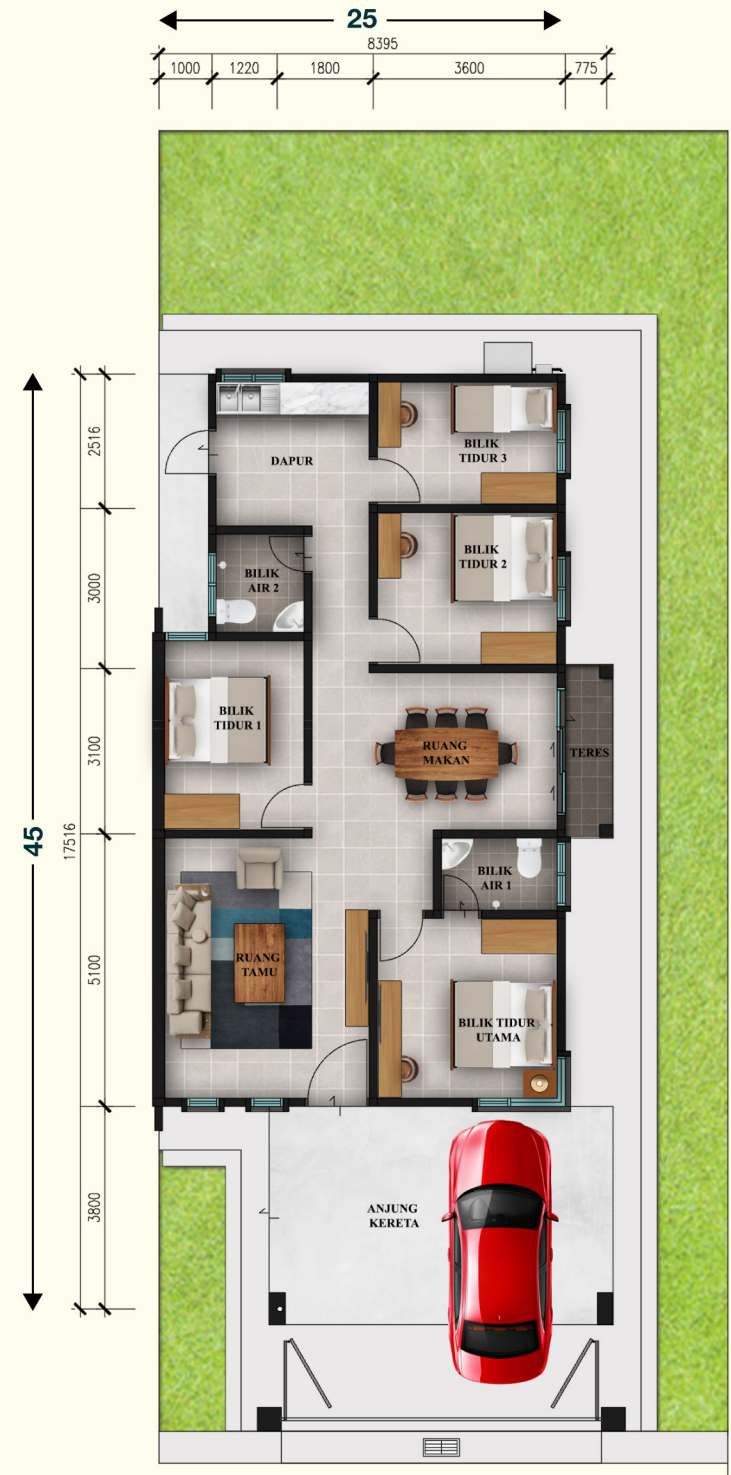 25
8395
1000 1220 1800 3600 775
2516
3000
3100
5100
3800
17516
45
DAPUR
BILIK
TIDUR 3
BILIK
TIDUR 2
BILIK
AIR 2
BILIK
TIDUR 1
RUANG
MAKAN
TERES
BILIK
AIR 1
RUANG
TAMU
BILIK TIDUR
UTAMA
ANJUNG
KERETA